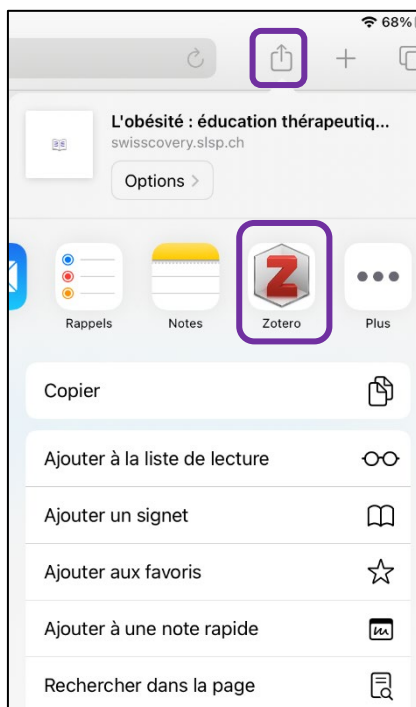 68%
L'obésité : éducation thérapeutiq...
swisscovery.slsp.ch
Options >
Rappels
Notes
Z
Zotero
Plus
Copier
Ajouter à la liste de lecture
Ajouter un signet
Ajouter aux favoris
Ajouter à une note rapide
Rechercher dans la page